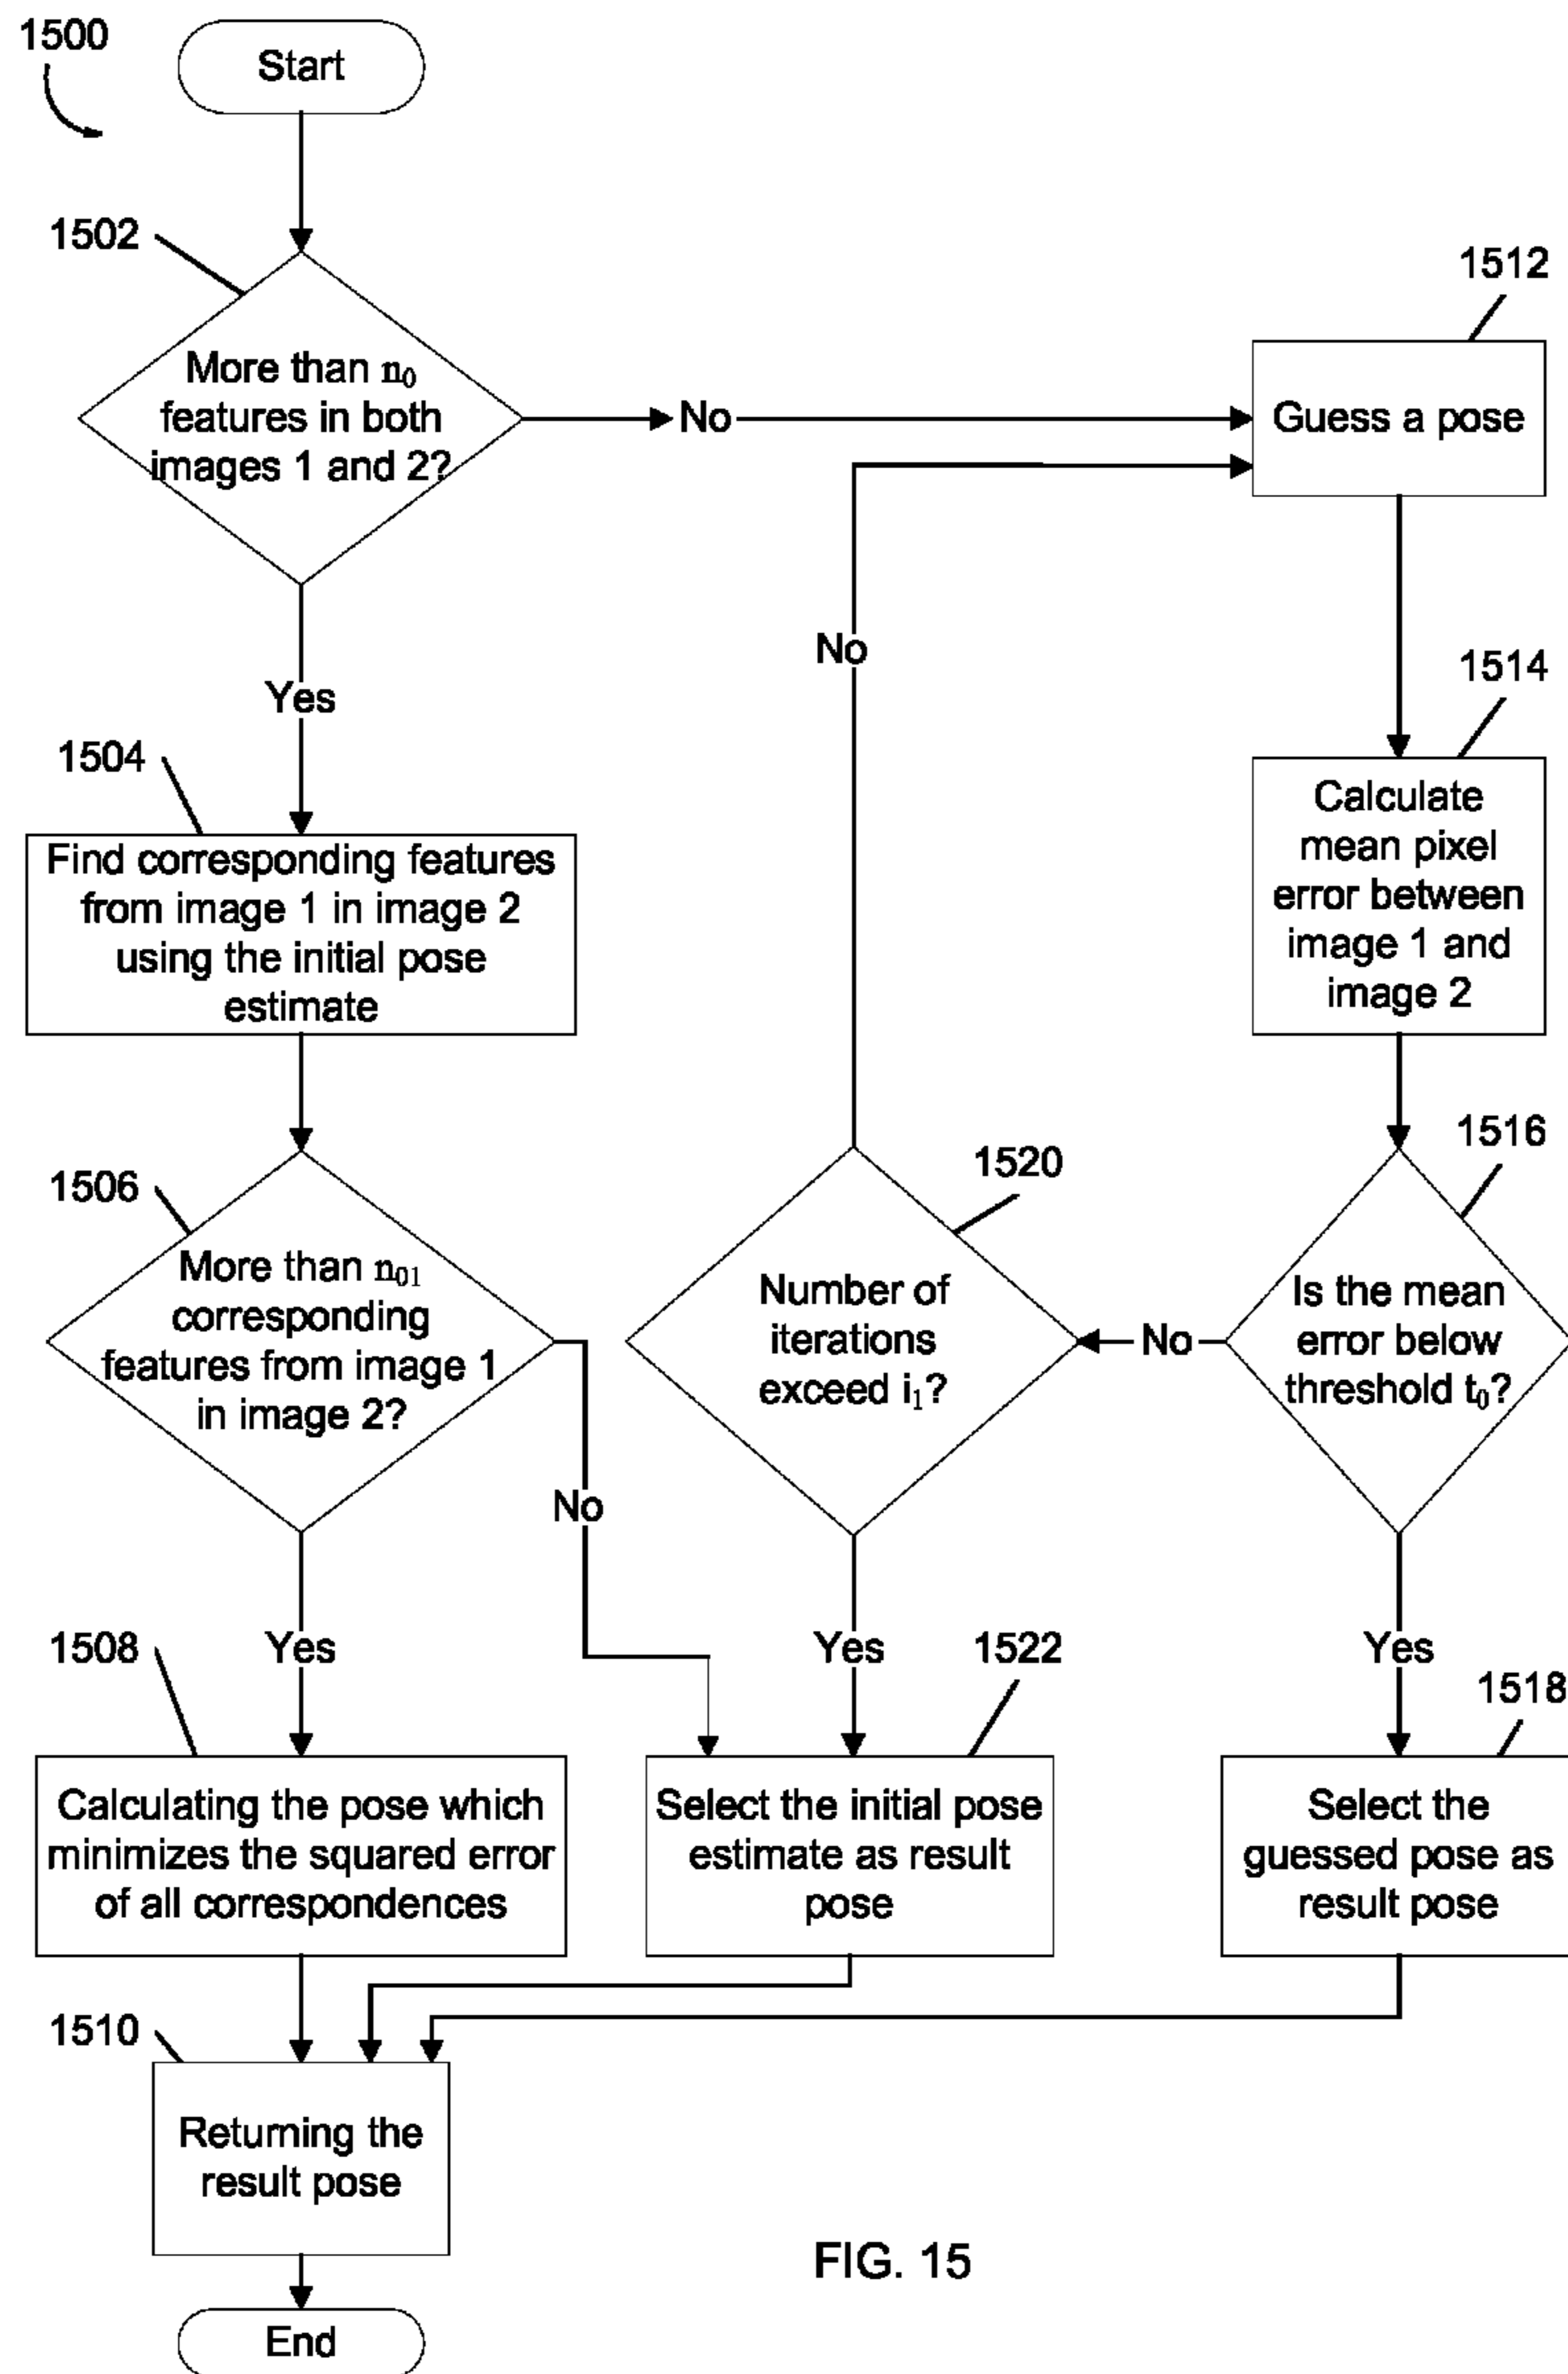 1500
Start
1502
More than n₀
features in both
images 1 and 2?
No
1512
Guess a pose
No
Yes
1514
Calculate
mean pixel
error between
image 1 and
image 2
1504
Find corresponding features
from image 1 in image 2
using the initial pose
estimate
1506
More than n₀₁
corresponding
features from image 1
in image 2?
1520
Number of
iterations
exceed i₁?
No
1516
Is the mean
error below
threshold t₀?
No
Yes
Yes
Yes
1508
Calculating the pose which
minimizes the squared error
of all correspondences
1522
Select the initial pose
estimate as result
pose
1518
Select the
guessed pose as
result pose
1510
Returning the
result pose
End
FIG. 15